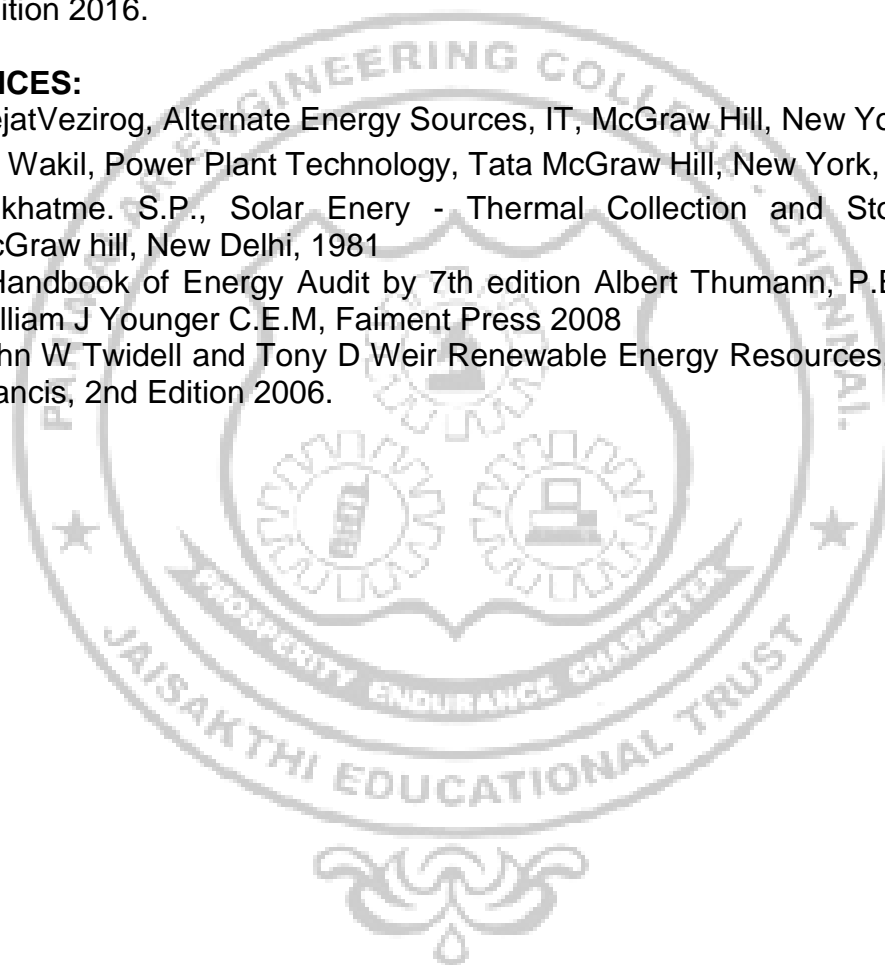 ition 2016.
NCES:
ejatVezirog, Alternate Energy Sources, IT, McGraw Hill, New Yo
Wakil, Power Plant Technology, Tata McGraw Hill, New York,
khatme. S.P., Solar Enery - Thermal Collection and Sto
cGraw hill, New Delhi, 1981
Handbook of Energy Audit by 7th edition Albert Thumann, P.E
lliam J Younger C.E.M, Faiment Press 2008
hn W Twidell and Tony D Weir Renewable Energy Resources,
ancis, 2nd Edition 2006.
ENGINEERING COLLEGE - CHENNAI.
PROSPERITY ENDURANCE CHARACTER
JAISAKTHI EDUCATIONAL TRUST